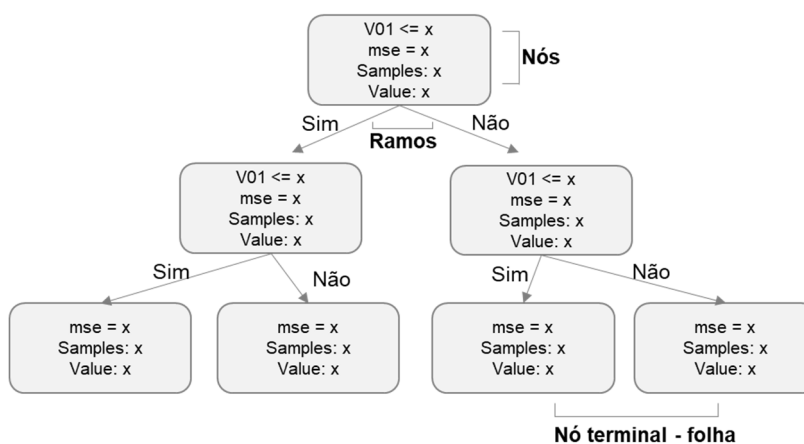 V01 <= x
mse = x
Samples: x
Value: x
Nós
Sim
Não
Ramos
V01 <= x
mse = x
Samples: x
Value: x
V01 <= x
mse = x
Samples: x
Value: x
Sim
Não
Sim
Não
mse = x
Samples: x
Value: x
mse = x
Samples: x
Value: x
mse = x
Samples: x
Value: x
mse = x
Samples: x
Value: x
Nó terminal - folha